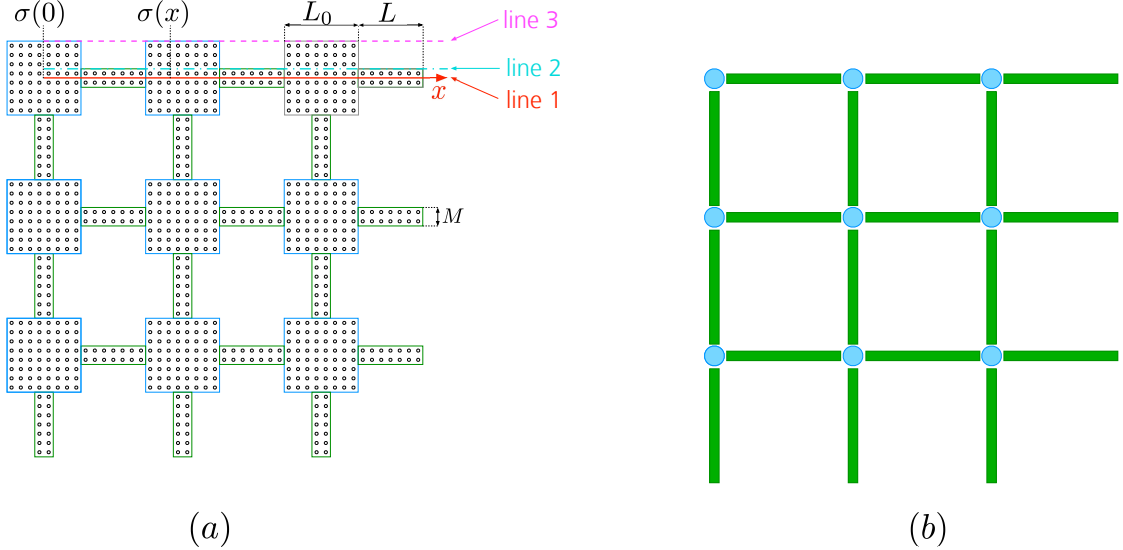 σ(0) σ(x) L₀ L line 3
line 2
x line 1
M
(a) (b)